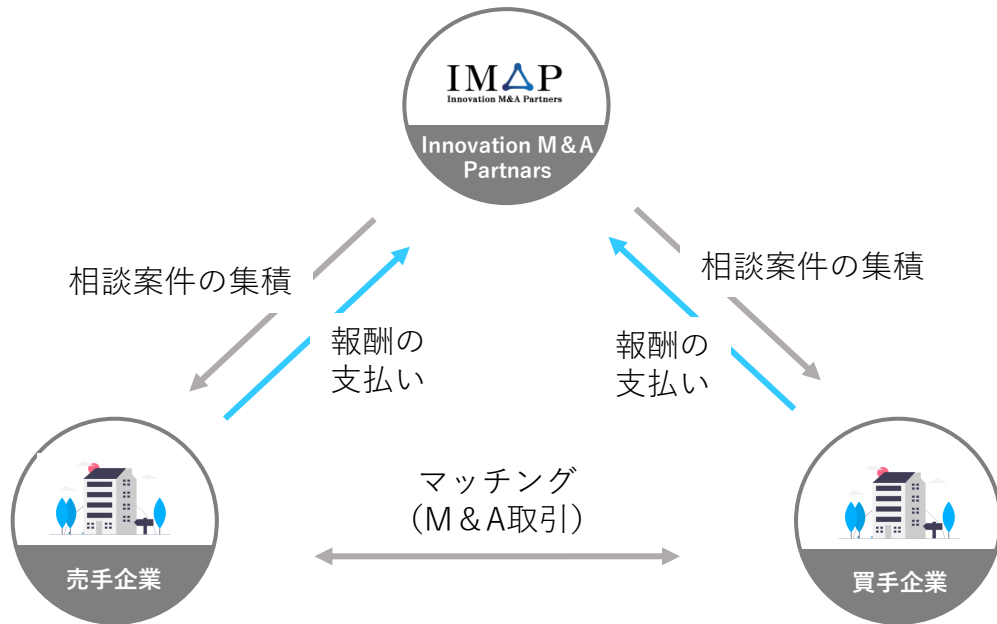 IMAP
Innovation M&A Partners
Innovation M&A
Partnars
相談案件の集積
相談案件の集積
報酬の
支払い
報酬の
支払い
マッチング
(M&A取引)
売手企業
買手企業